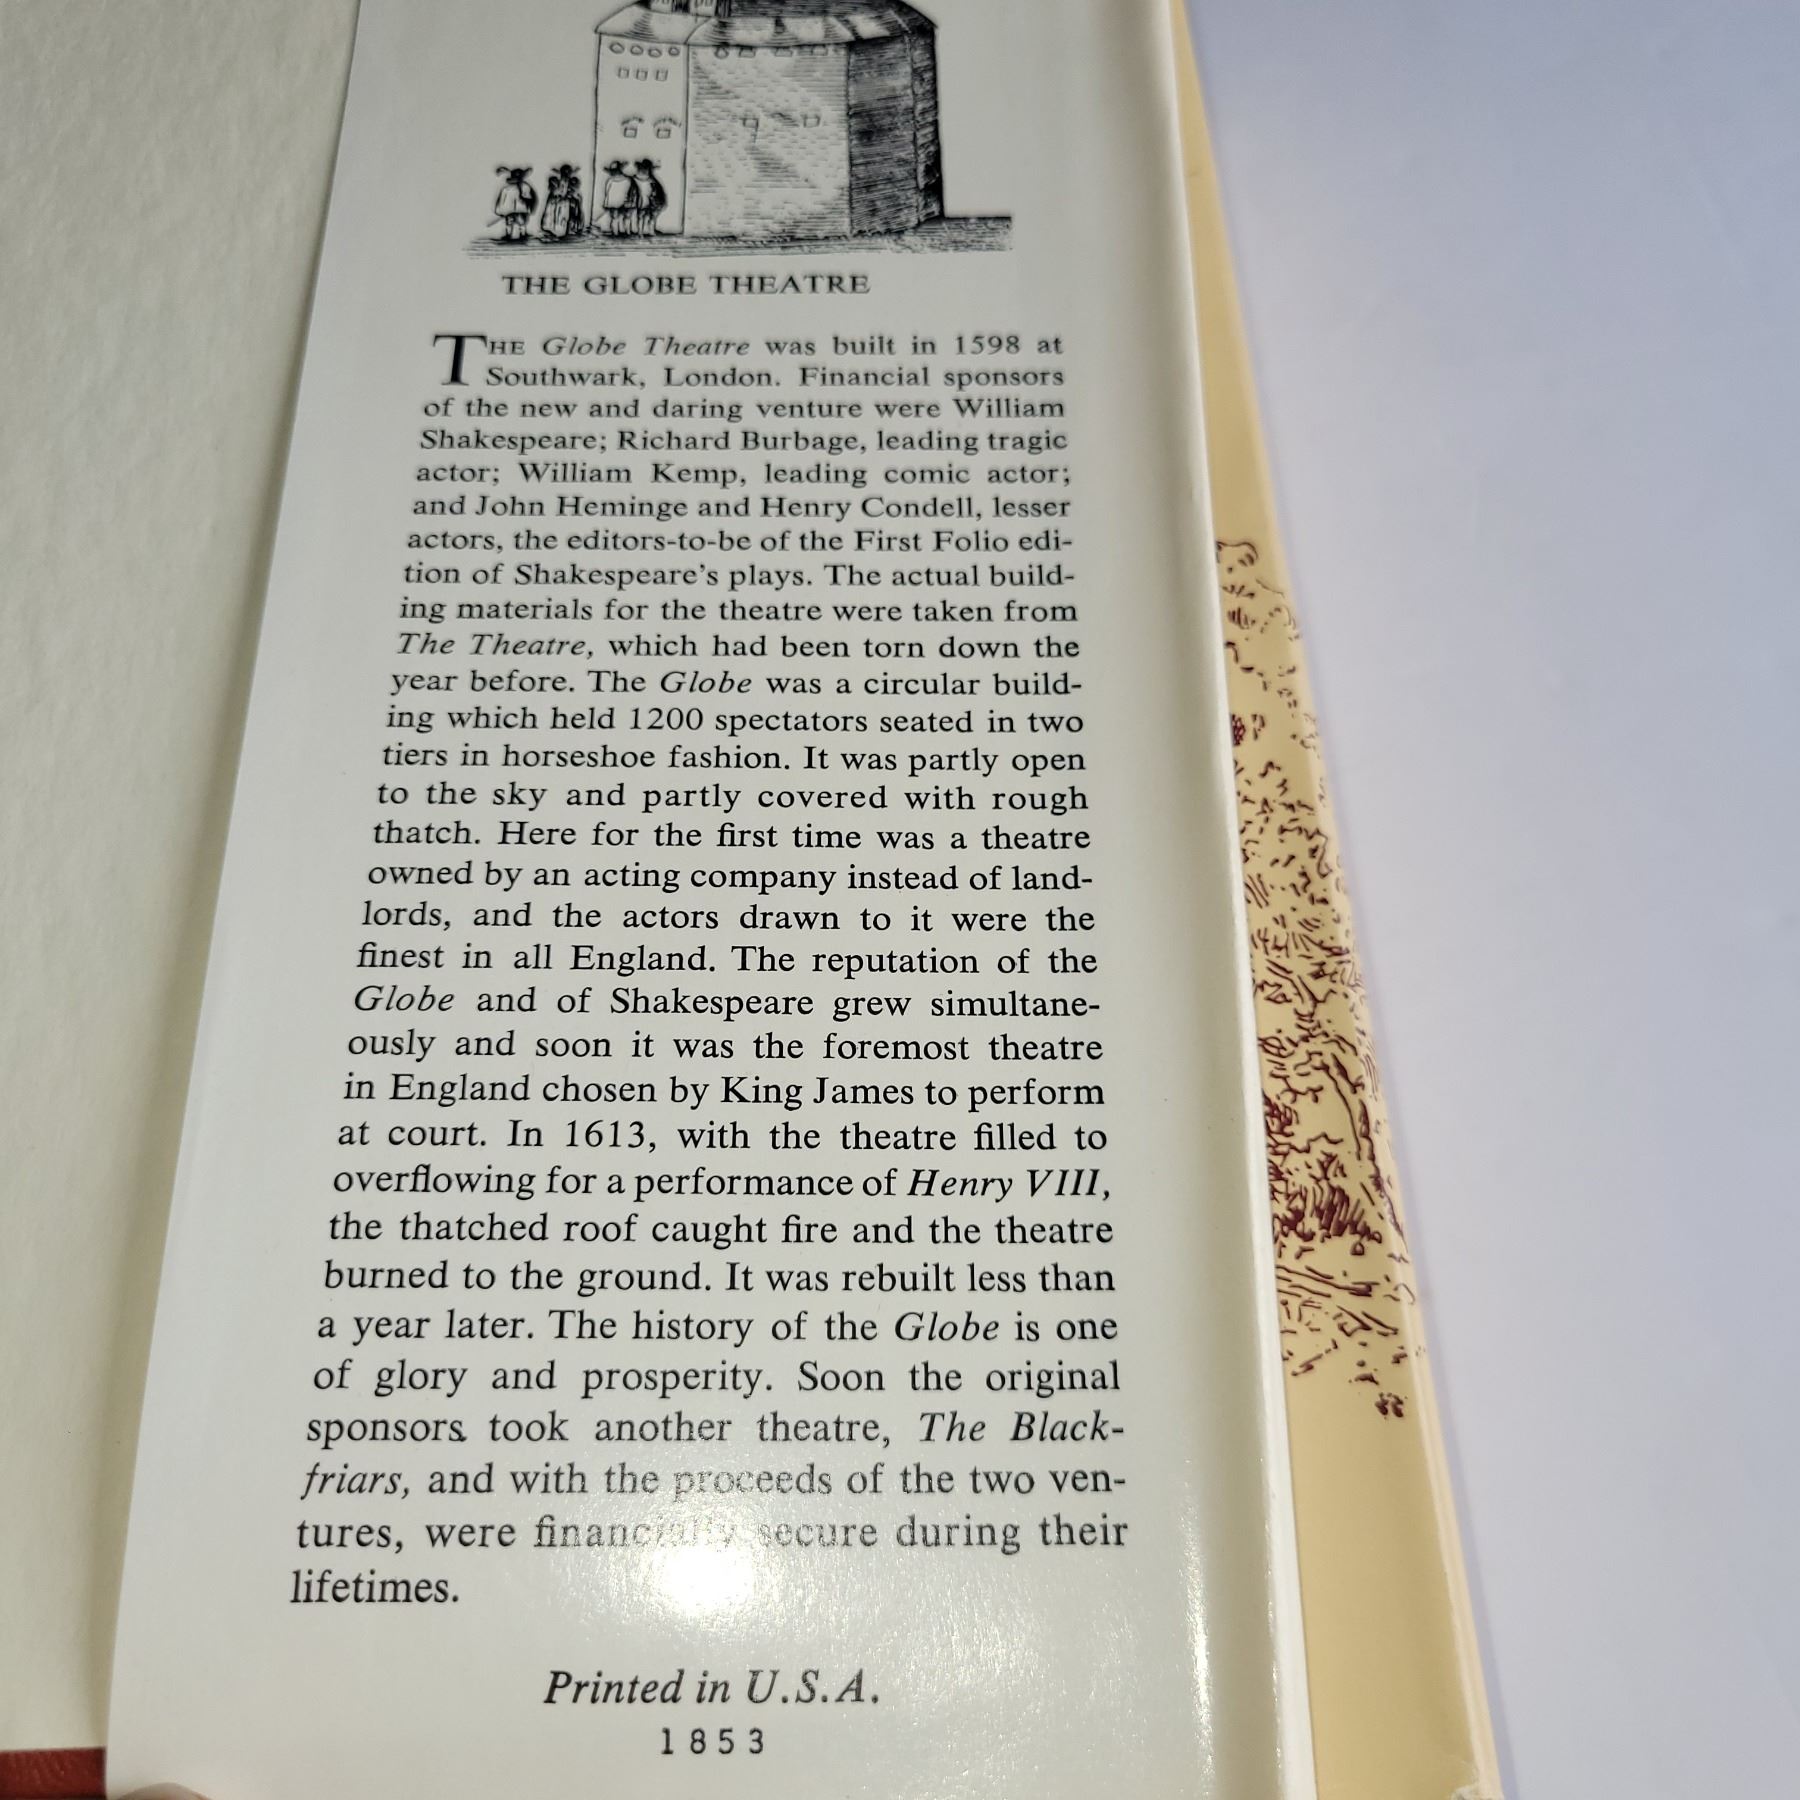 THE GLOBE THEATRE
THE Globe Theatre was built in 1598 at
Southwark, London. Financial sponsors
of the new and daring venture were William
Shakespeare; Richard Burbage, leading tragic
actor; William Kemp, leading comic actor;
and John Heminge and Henry Condell, lesser
actors, the editors-to-be of the First Folio edi-
tion of Shakespeare's plays. The actual build-
ing materials for the theatre were taken from
The Theatre, which had been torn down the
year before. The Globe was a circular build-
ing which held 1200 spectators seated in two
tiers in horseshoe fashion. It was partly open
to the sky and partly covered with rough
thatch. Here for the first time was a theatre
owned by an acting company instead of land-
lords, and the actors drawn to it were the
finest in all England. The reputation of the
Globe and of Shakespeare grew simultane-
ously and soon it was the foremost theatre
in England chosen by King James to perform
at court. In 1613, with the theatre filled to
overflowing for a performance of Henry VIII,
the thatched roof caught fire and the theatre
burned to the ground. It was rebuilt less than
a year later. The history of the Globe is one
of glory and prosperity. Soon the original
sponsors took another theatre, The Black-
friars, and with the proceeds of the two ven-
tures, were financially secure during their
lifetimes.
Printed in U.S.A.
1853